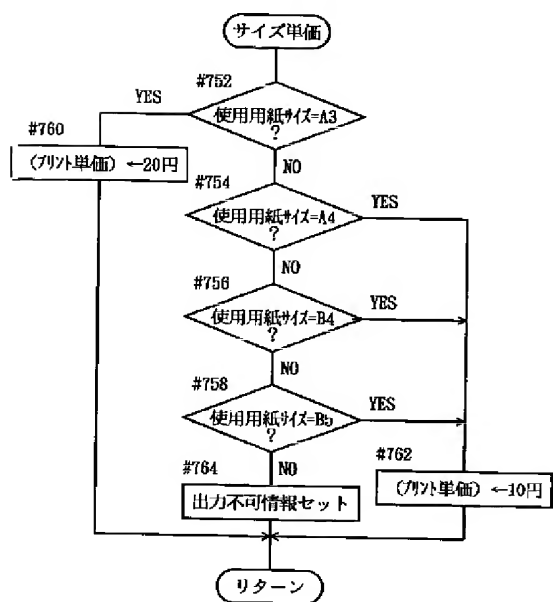 サイズ単価
#752
YES
使用用紙サイズ=A3
?
#760
(プリント単価) ←20円
NO
#754
使用用紙サイズ=A4
?
YES
NO
#756
使用用紙サイズ=B4
?
YES
NO
#758
使用用紙サイズ=B5
?
YES
#764
NO
#762
出力不可情報セット
(プリント単価) ←10円
リターン